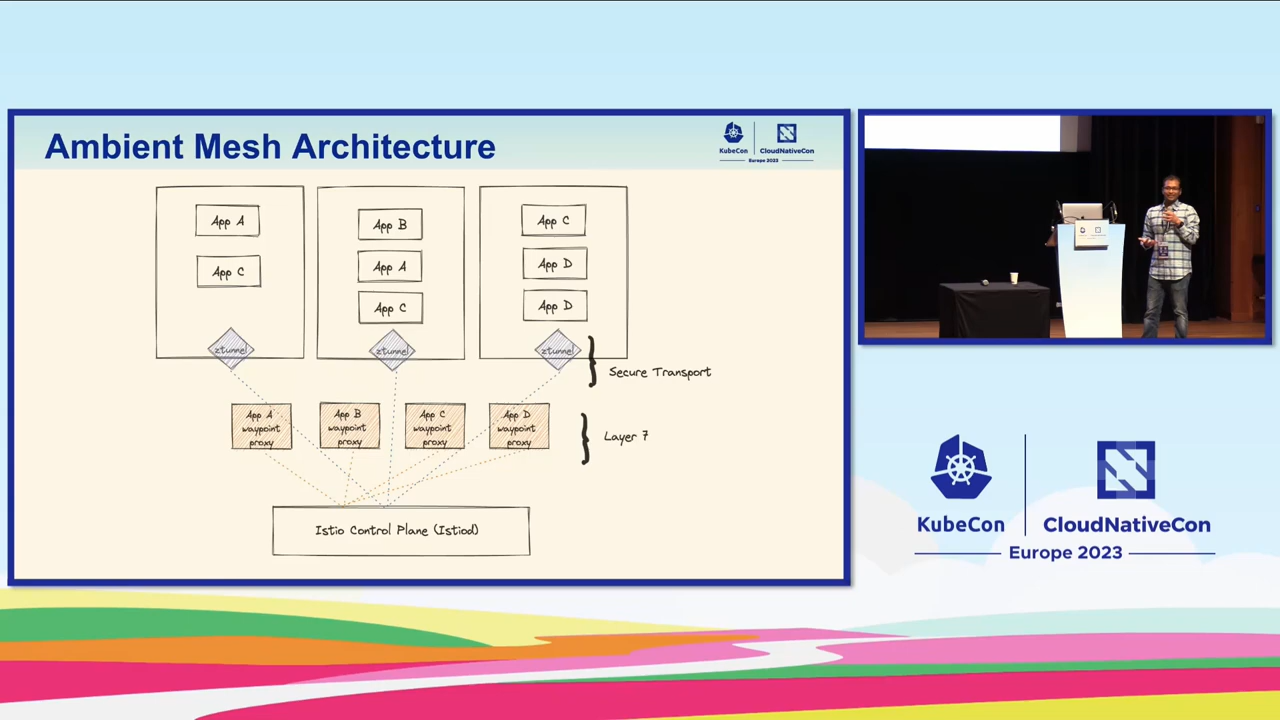 Ambient Mesh Architecture
KubeCon
CloudNativeCon
Europe 2023
App A
App C
ztunnel
App B
App A
App C
ztunnel
App C
App D
App D
ztunnel
Secure Transport
App A
waypoint
proxy
App B
waypoint
proxy
App C
waypoint
proxy
App D
waypoint
proxy
Layer 7
Istio Control Plane (Istiod)
KubeCon
CloudNativeCon
Europe 2023